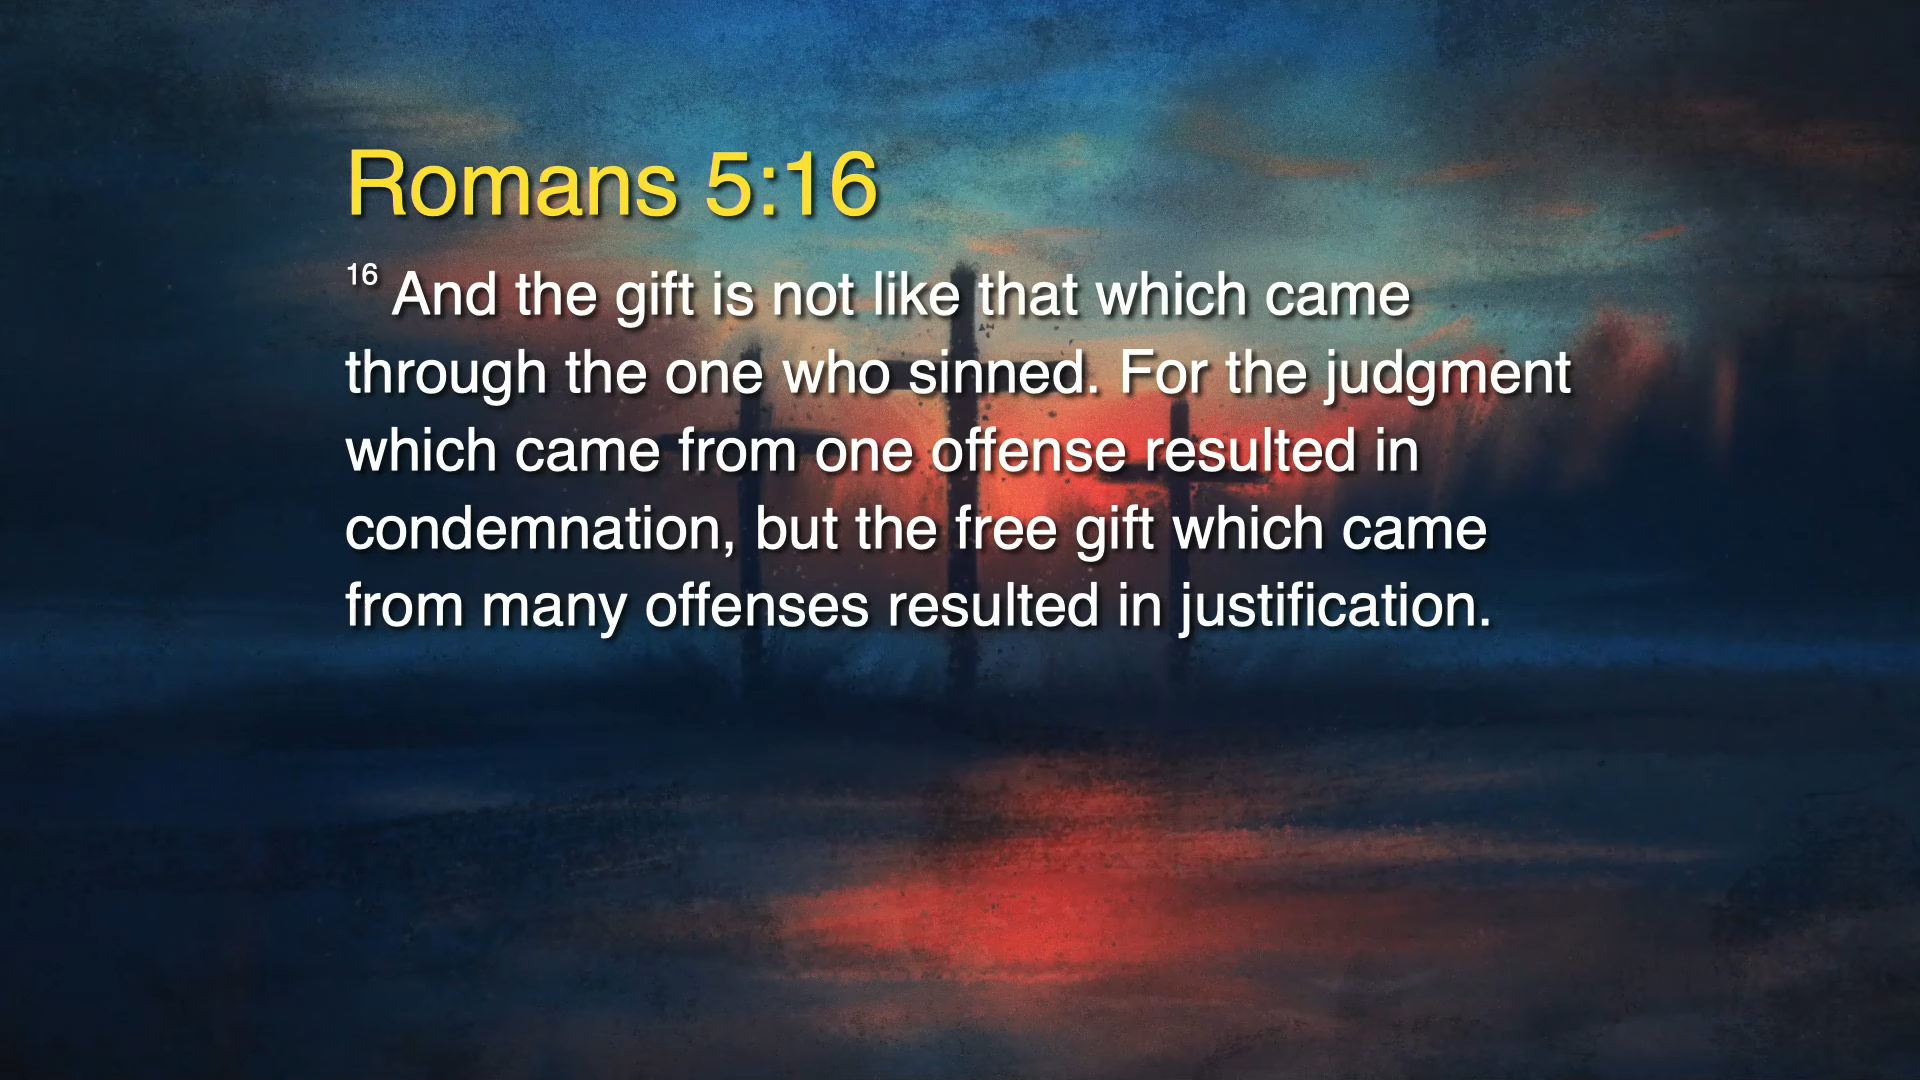 Romans 5:16
16 And the gift is not like that which came
through the one who sinned. For the judgment
which came from one offense resulted in
condemnation, but the free gift which came
from many offenses resulted in justification.